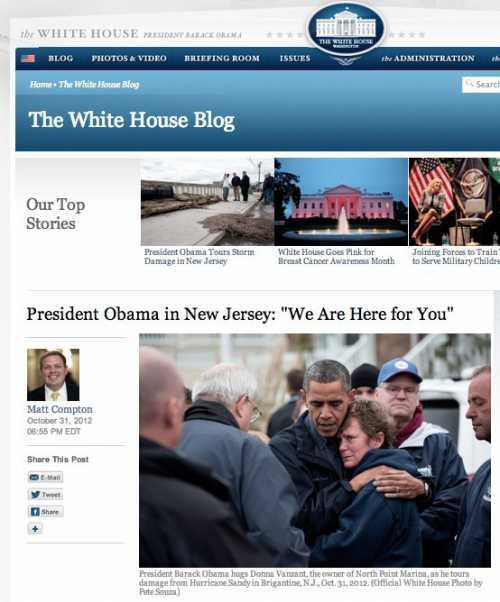 the WHITE HOUSE PRESIDENT BARACK OBAMA
THE WHITE HOUSE
WASHINGTON
BLOG PHOTOS & VIDEO BRIEFING ROOM ISSUES the ADMINISTRATION the
Home • The White House Blog
Search
The White House Blog
Our Top
Stories
President Obama Tours Storm
Damage in New Jersey
White House Goes Pink for
Breast Cancer Awareness Month
Joining Forces to Train
to Serve Military Childre
President Obama in New Jersey: "We Are Here for You"
Matt Compton
October 31, 2012
06:55 PM EDT
Share This Post
E-Mail
Tweet
Share
+
President Barack Obama hugs Donna Vanzant, the owner of North Point Marina, as he tours
damage from Hurricane Sandy in Brigantine, N.J., Oct. 31, 2012. (Official White House Photo by
Pete Souza)